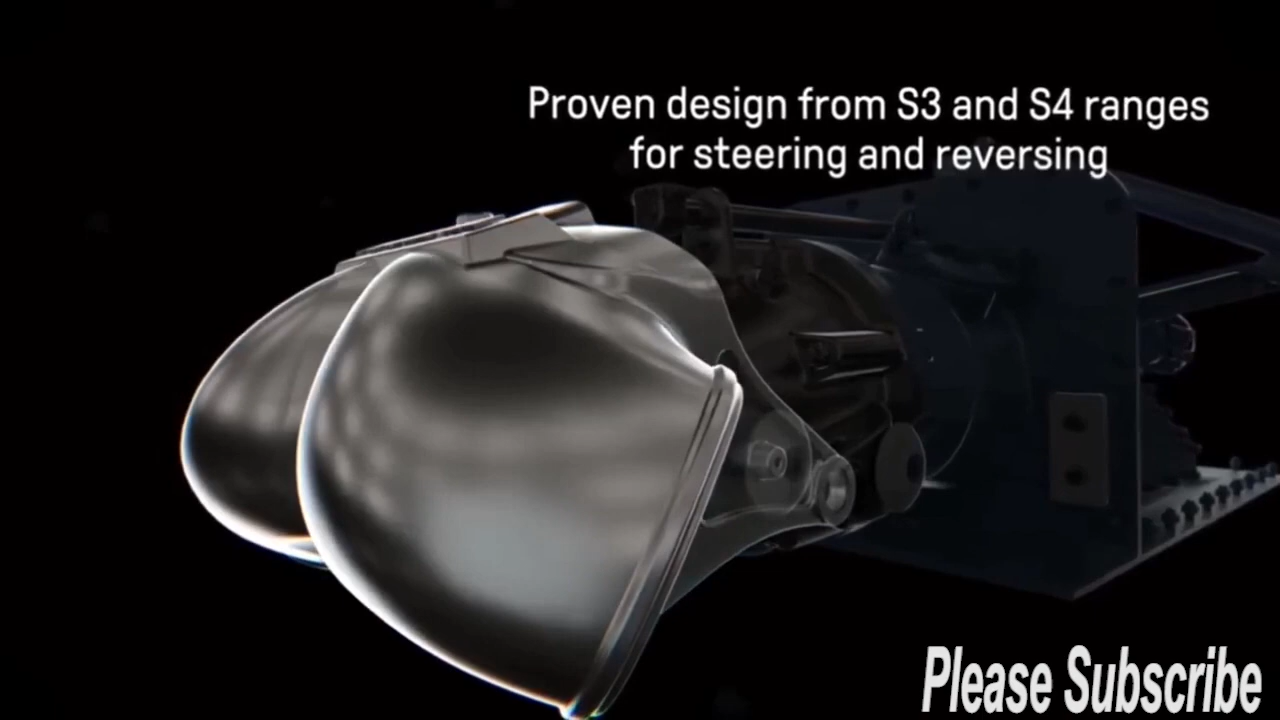 Proven design from S3 and S4 ranges
for steering and reversing
Please Subscribe